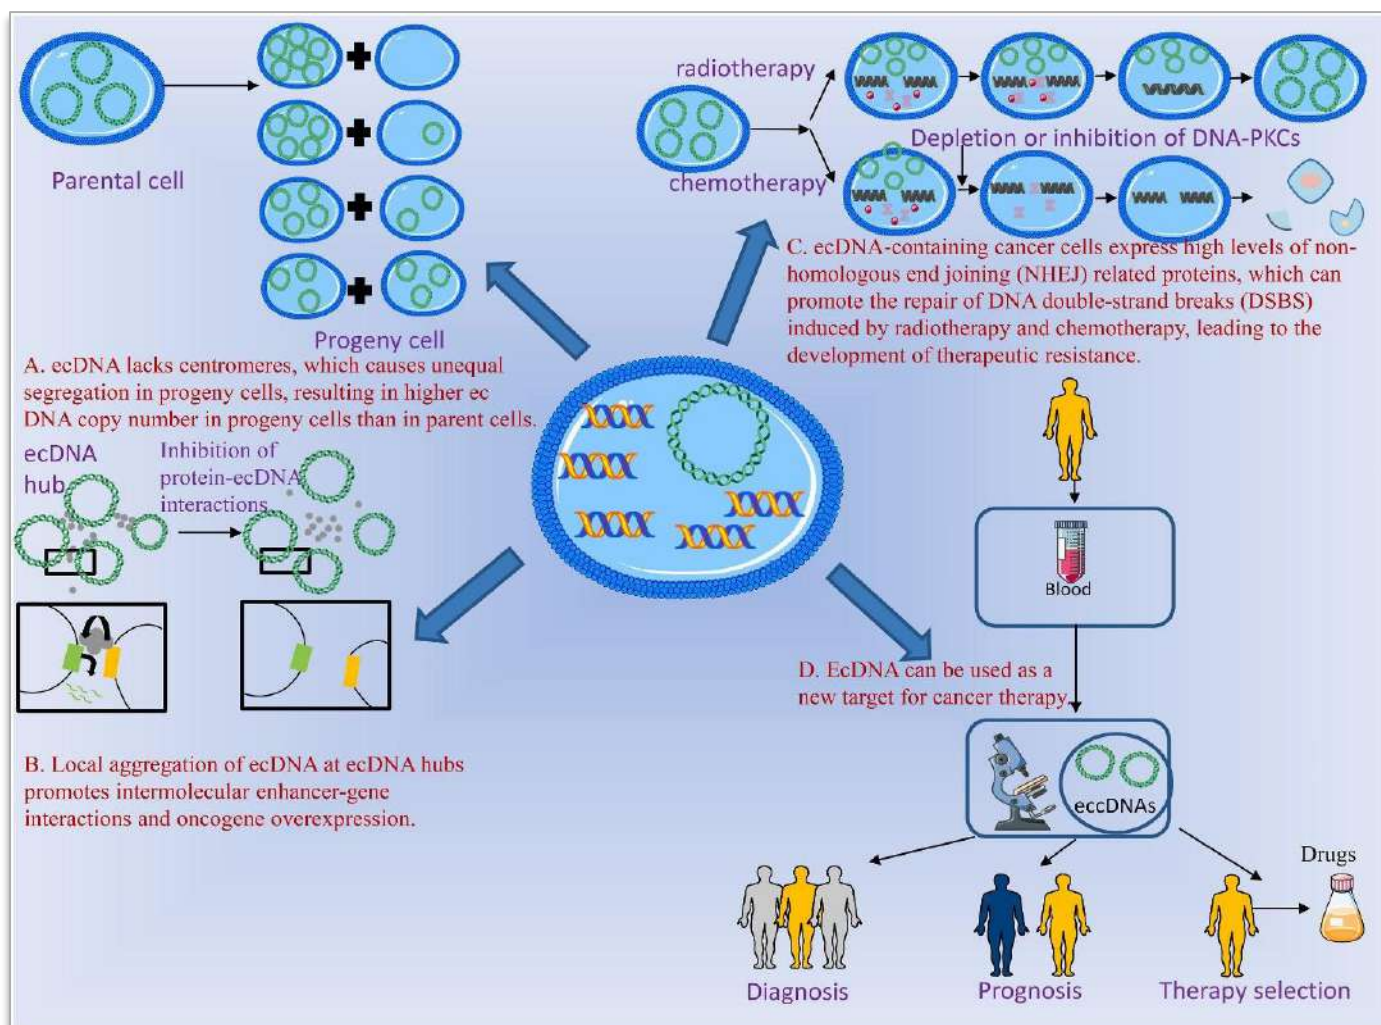 Parental cell
Progeny cell
A. ecDNA lacks centromeres, which causes unequal
segregation in progeny cells, resulting in higher ec
DNA copy number in progeny cells than in parent cells.
ecDNA
hub
Inhibition of
protein-ecDNA
interactions
B. Local aggregation of ecDNA at ecDNA hubs
promotes intermolecular enhancer-gene
interactions and oncogene overexpression.
radiotherapy
chemotherapy
Depletion or inhibition of DNA-PKCs
C. ecDNA-containing cancer cells express high levels of non-
homologous end joining (NHEJ) related proteins, which can
promote the repair of DNA double-strand breaks (DSBS)
induced by radiotherapy and chemotherapy, leading to the
development of therapeutic resistance.
Blood
D. EcDNA can be used as a
new target for cancer therapy.
eccDNAs
Drugs
Diagnosis
Prognosis
Therapy selection